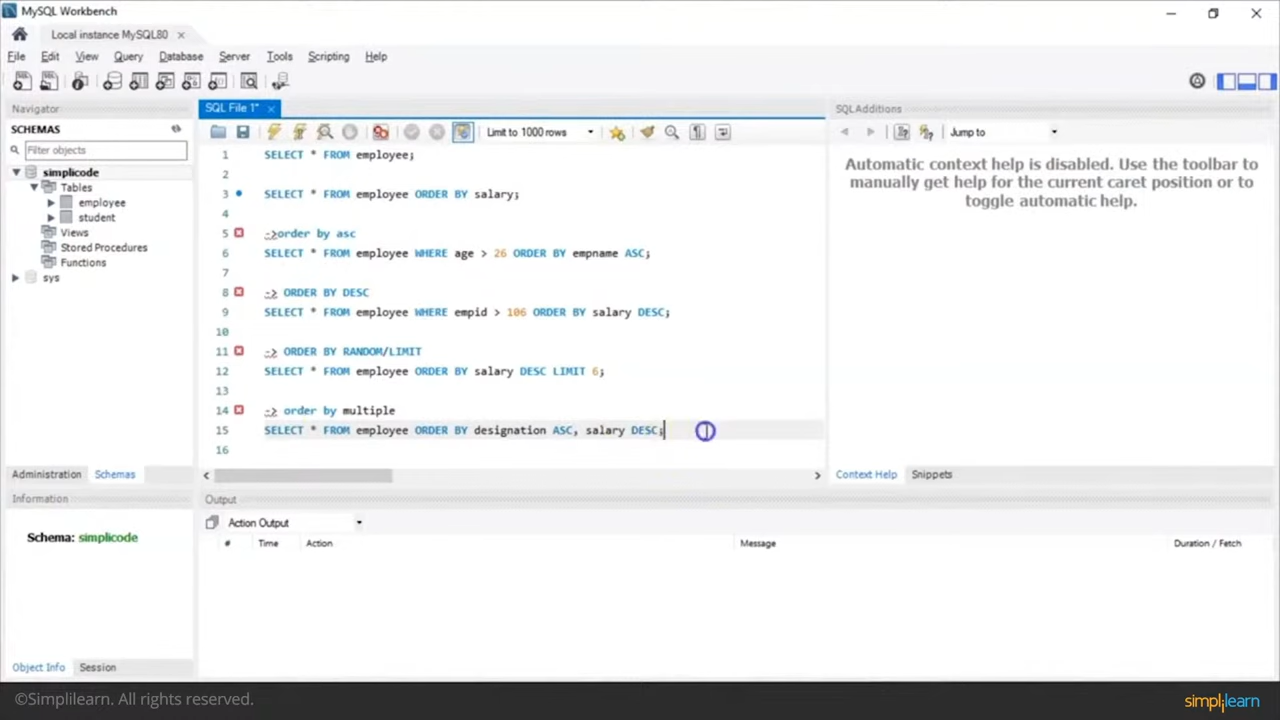 MySQL Workbench
Local instance MySQL80
File Edit View Query Database Server Tools Scripting Help
Navigator
SCHEMAS
Filter objects
simplicode
Tables
employee
student
Views
Stored Procedures
Functions
sys
Administration Schemas
Information
Schema: simplicode
Object Info Session
SQL File 1*
Limit to 1000 rows
1 SELECT * FROM employee;
2
3 SELECT * FROM employee ORDER BY salary;
4
5 ->order by asc
6 SELECT * FROM employee WHERE age > 26 ORDER BY empname ASC;
7
8 -> ORDER BY DESC
9 SELECT * FROM employee WHERE empid > 106 ORDER BY salary DESC;
10
11 -> ORDER BY RANDOM/LIMIT
12 SELECT * FROM employee ORDER BY salary DESC LIMIT 6;
13
14 -> order by multiple
15 SELECT * FROM employee ORDER BY designation ASC, salary DESC;
16
SQLAdditions
Jump to
Automatic context help is disabled. Use the toolbar to
manually get help for the current caret position or to
toggle automatic help.
Context Help Snippets
Output
Action Output
# Time Action Message Duration / Fetch
©Simplilearn. All rights reserved.
simplilearn